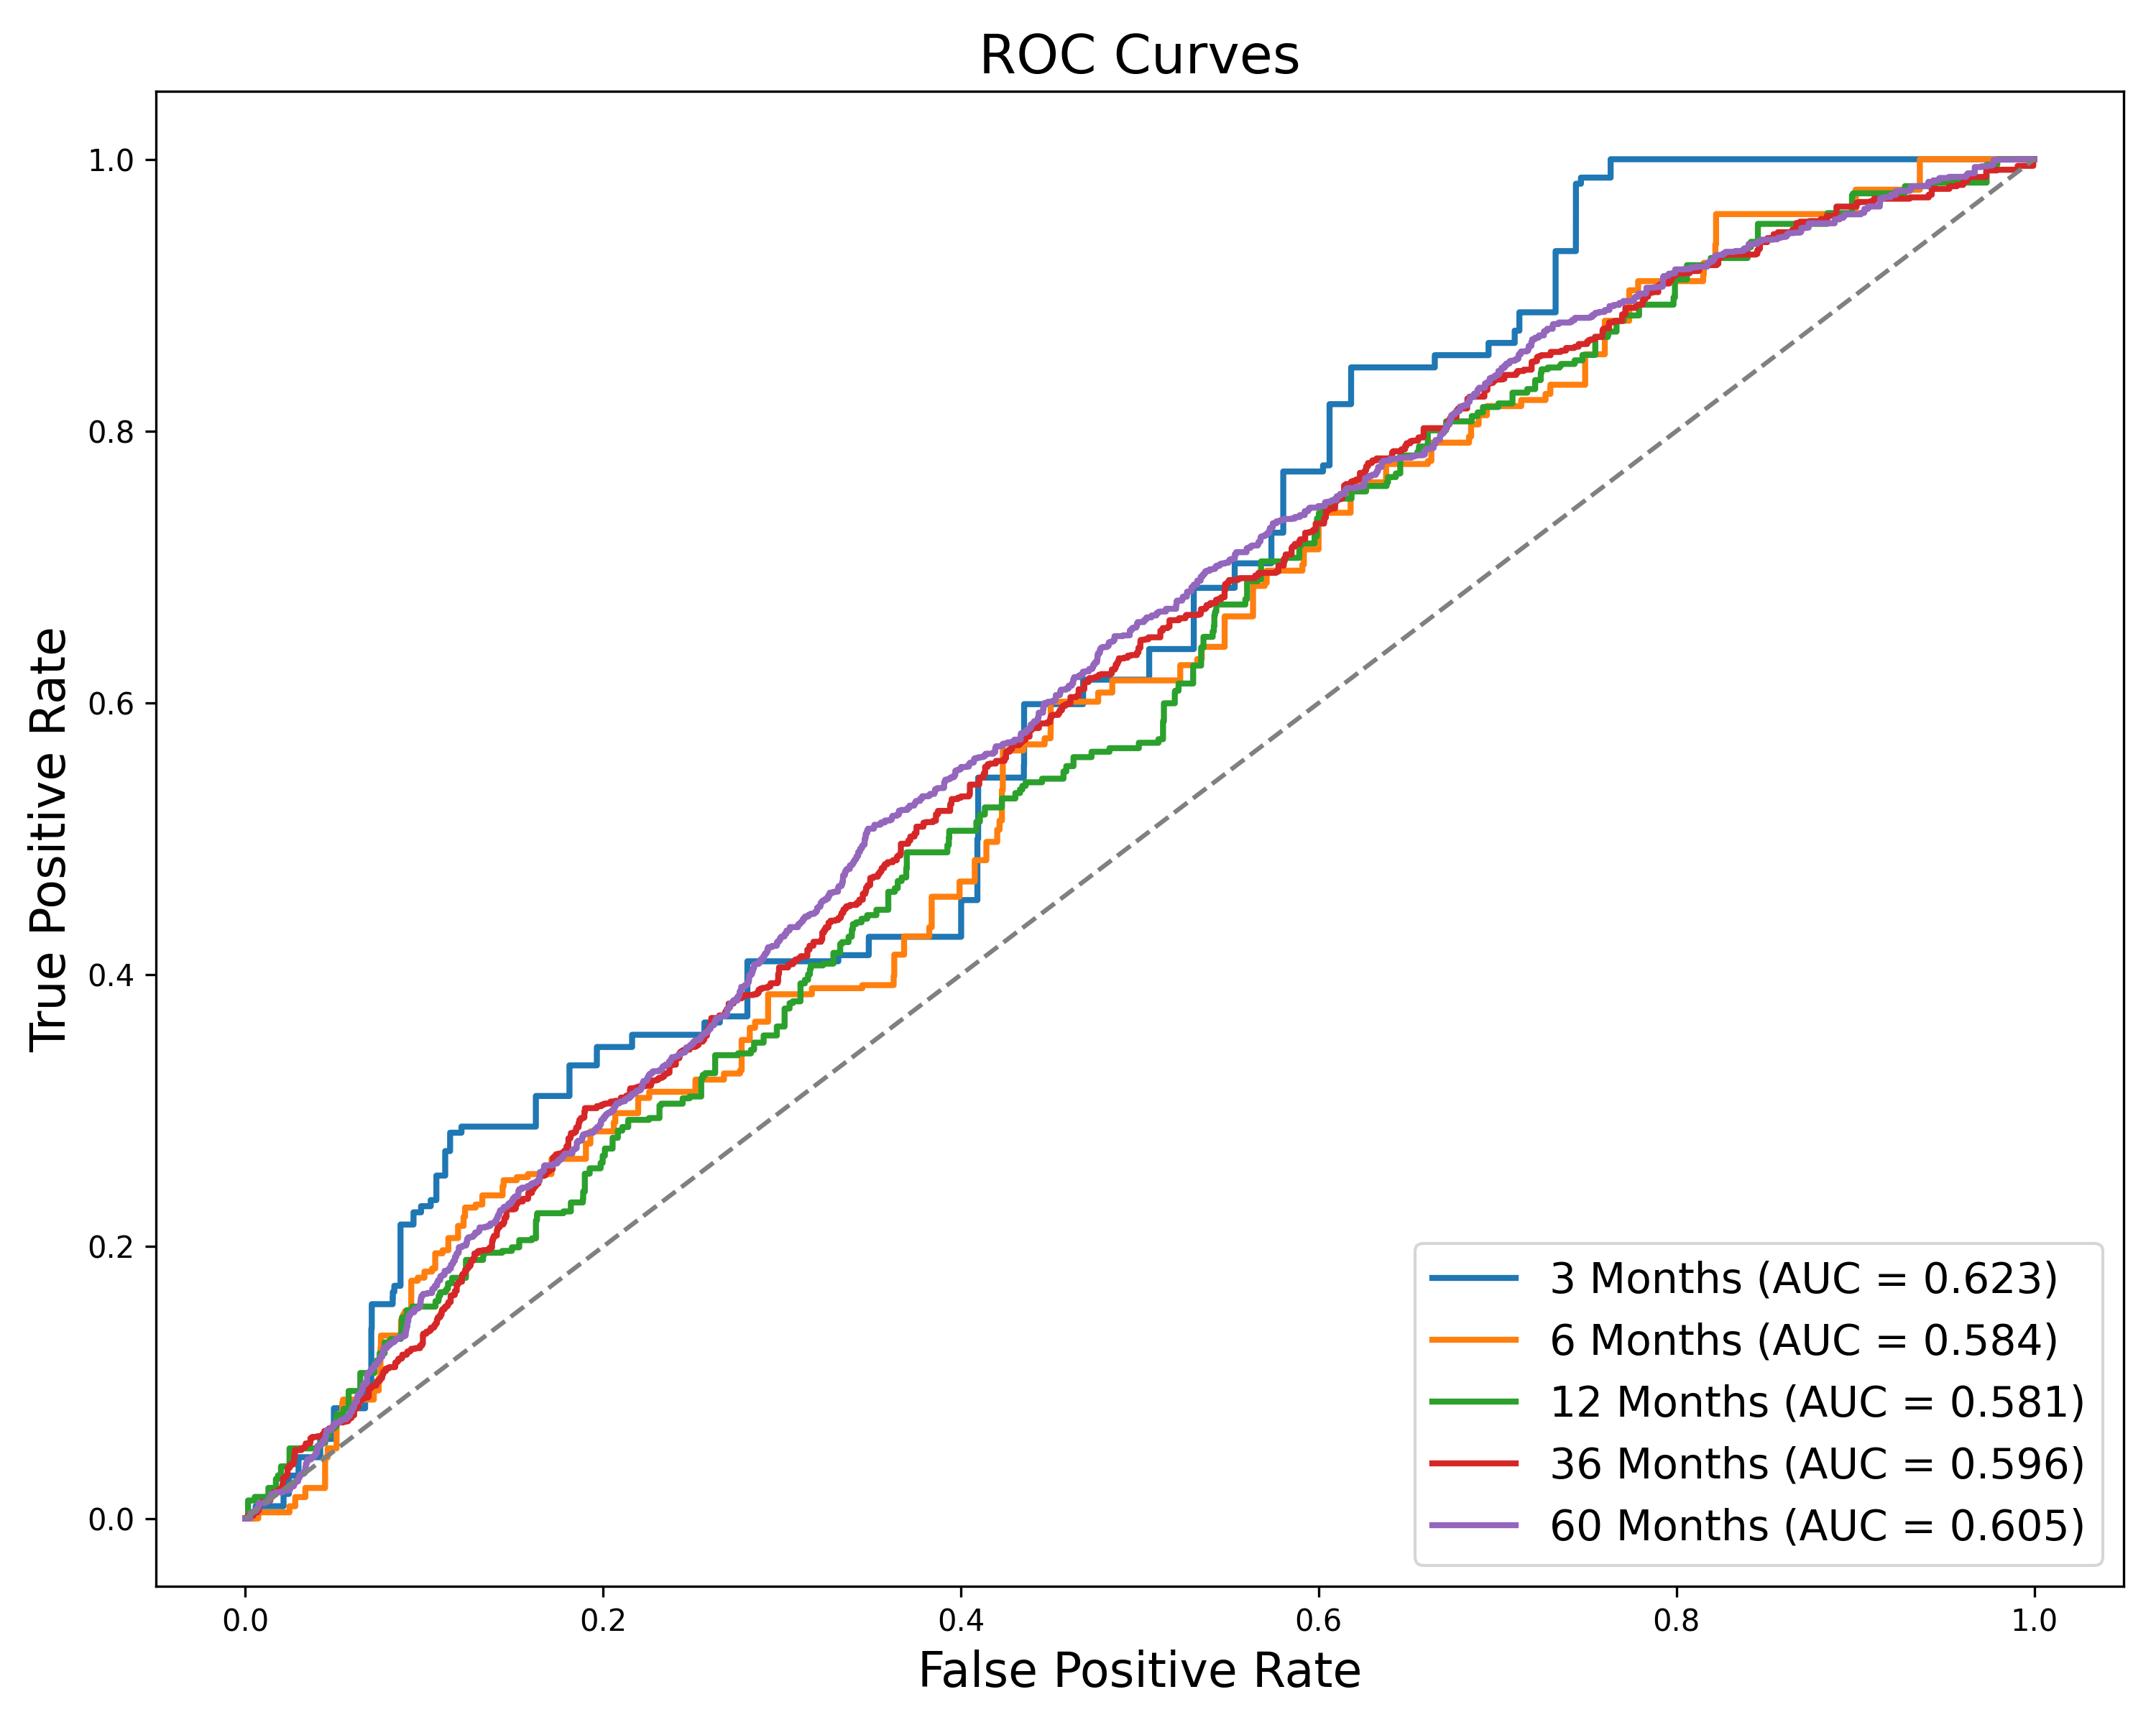 ROC Curves
True Positive Rate
1.0
0.8
0.6
0.4
0.2
0.0
0.0 0.2 0.4 0.6 0.8 1.0
False Positive Rate
3 Months (AUC = 0.623)
6 Months (AUC = 0.584)
12 Months (AUC = 0.581)
36 Months (AUC = 0.596)
60 Months (AUC = 0.605)